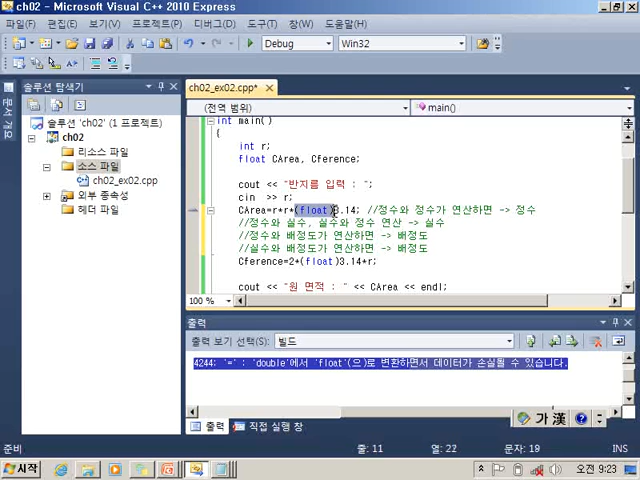 ch02 - Microsoft Visual C++ 2010 Express
파일(F) 편집(E) 보기(V) 프로젝트(P) 디버그(D) 도구(T) 창(W) 도움말(H)
Debug Win32
솔루션 탐색기
솔루션 'ch02' (1 프로젝트)
ch02
리소스 파일
소스 파일
ch02_ex02.cpp
외부 종속성
헤더 파일
문서 개요
ch02_ex02.cpp*
(전역 범위) main()
int main()
{
int r;
float CArea, Cference;
cout << "반지름 입력 : ";
cin >> r;
CArea=r*r*(float)3.14; //정수와 정수가 연산하면 -> 정수
//정수와 실수, 실수와 정수 연산 -> 실수
//정수와 배정도가 연산하면 -> 배정도
//실수와 배정도가 연산하면 -> 배정도
Cference=2*(float)3.14*r;
cout << "원 면적 : " << CArea << endl;
100 %
출력
출력 보기 선택(S): 빌드
4244: '=' : 'double'에서 'float'(으)로 변환하면서 데이터가 손실될 수 있습니다.
출력 직접 실행 창
가 漢
준비 줄: 11 열: 22 문자: 19 INS
시작 오전 9:23